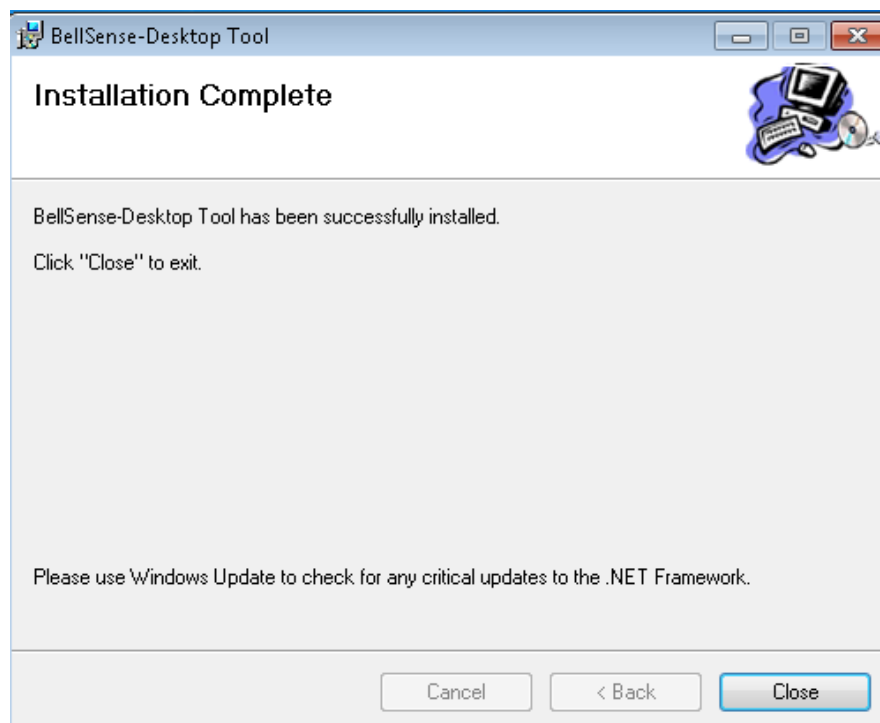 BellSense-Desktop Tool
Installation Complete
BellSense-Desktop Tool has been successfully installed.
Click "Close" to exit.
Please use Windows Update to check for any critical updates to the .NET Framework.
Cancel
< Back
Close